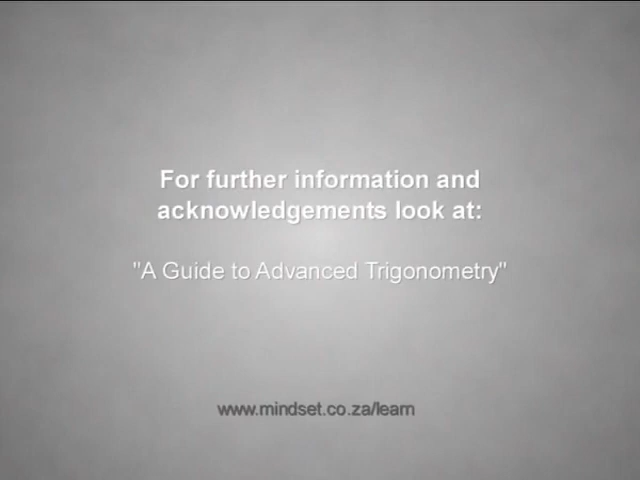 For further information and
acknowledgements look at:
"A Guide to Advanced Trigonometry"
www.mindset.co.za/learn